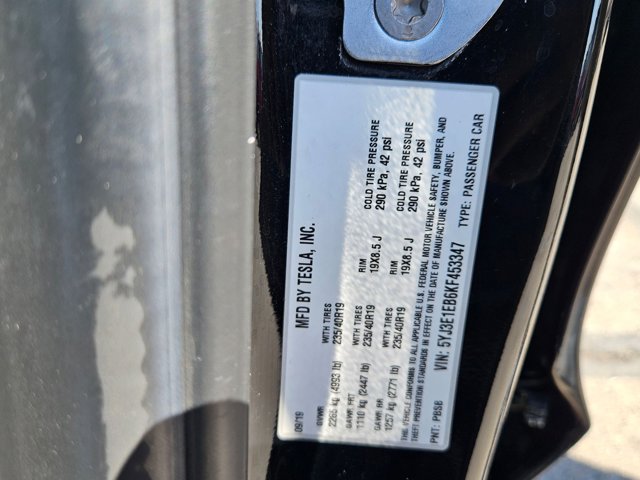 MFD BY TESLA, INC.
09/19
GVWR
2265 kg (4993 lb)
WITH TIRES
235/40R19
RIM
COLD TIRE PRESSURE
GAWR FRT
1110 kg (2447 lb)
WITH TIRES
235/40R19
19X8.5 J
290 kPa, 42 psi
GAWR RR
1257 kg (2771 lb)
WITH TIRES
235/40R19
RIM
19X8.5 J
COLD TIRE PRESSURE
290 kPa, 42 psi
THIS VEHICLE CONFORMS TO ALL APPLICABLE U.S. FEDERAL MOTOR VEHICLE SAFETY, BUMPER, AND
THEFT PREVENTION STANDARDS IN EFFECT ON THE DATE OF MANUFACTURE SHOWN ABOVE.
PNT: PBSB VIN: 5YJ3E1EB6KF453347 TYPE: PASSENGER CAR